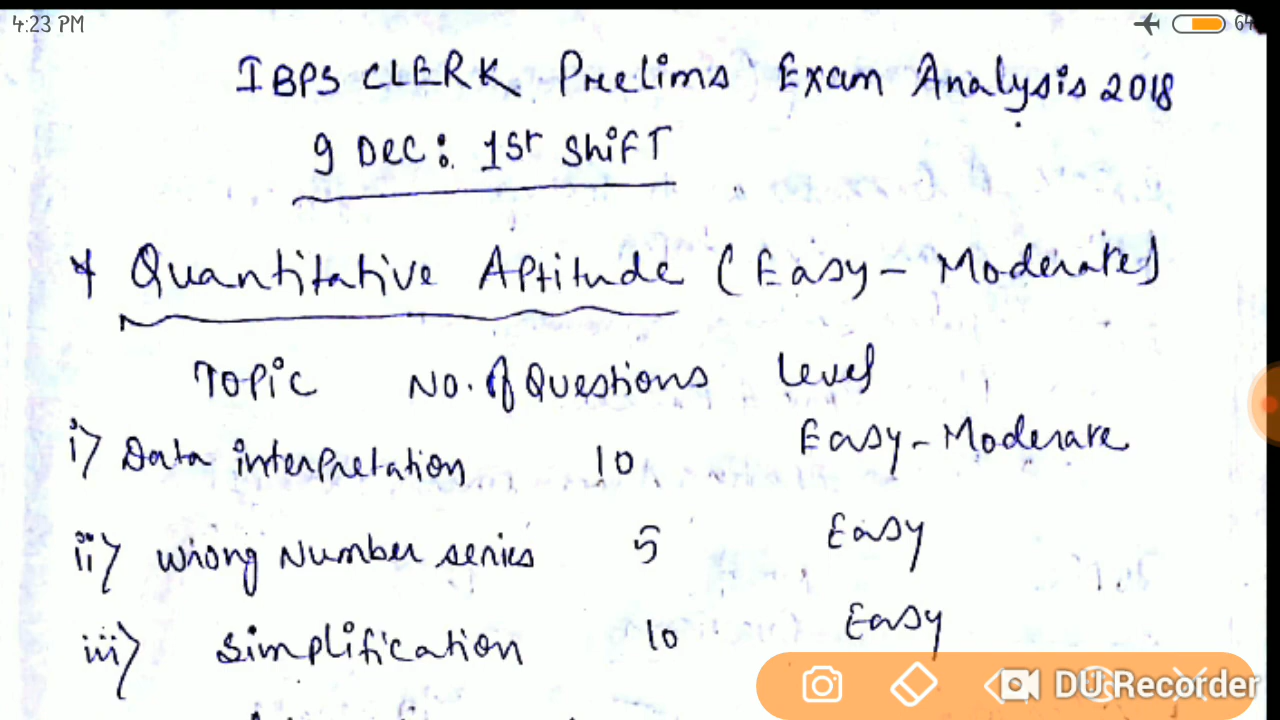 4:23 PM 64
IBPS CLERK Prelims Exam Analysis 2018
9 Dec: 1st Shift
* Quantitative Aptitude (Easy - Moderate)
Topic No. of Questions Level
i) Data interpretation 10 Easy - Moderate
ii) Wrong Number series 5 Easy
iii) Simplification 10 Easy
DU Recorder